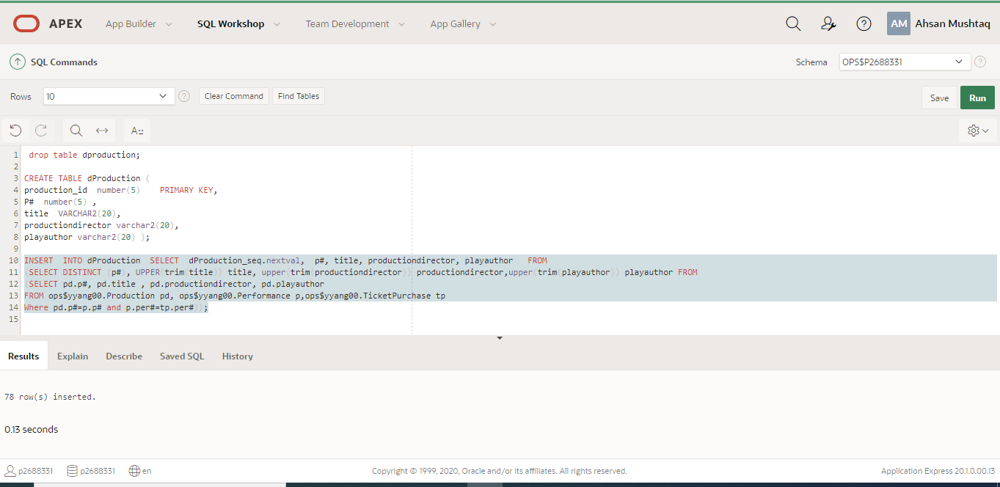 APEX App Builder SQL Workshop Team Development App Gallery ? AM Ahsan Mushtaq
SQL Commands Schema OPS$P2688331 ?
Rows 10 ? Clear Command Find Tables Save Run
A::
1 drop table dproduction;
2
3 CREATE TABLE dProduction (
4 production_id  number(5)    PRIMARY KEY,
5 P#  number(5) ,
6 title  VARCHAR2(20),
7 productiondirector varchar2(20),
8 playauthor varchar2(20) );
9
10 INSERT  INTO dProduction  SELECT  dProduction_seq.nextval,  p#, title, productiondirector, playauthor   FROM
11 (SELECT DISTINCT (p#), UPPER(trim(title)) title, upper(trim(productiondirector)) productiondirector,upper(trim(playauthor)) playauthor FROM
12 (SELECT pd.p#, pd.title , pd.productiondirector, pd.playauthor
13 FROM ops$yyang00.Production pd, ops$yyang00.Performance p,ops$yyang00.TicketPurchase tp
14 Where pd.p#=p.p# and p.per#=tp.per#));
15
Results Explain Describe Saved SQL History
78 row(s) inserted.
0.13 seconds
p2688331 p2688331 en Copyright © 1999, 2020, Oracle and/or its affiliates. All rights reserved. Application Express 20.1.0.00.13